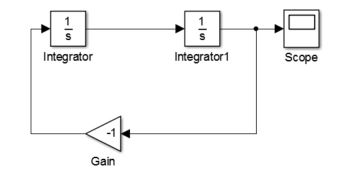 1
s
Integrator
1
s
Integrator1
Scope
-1
Gain